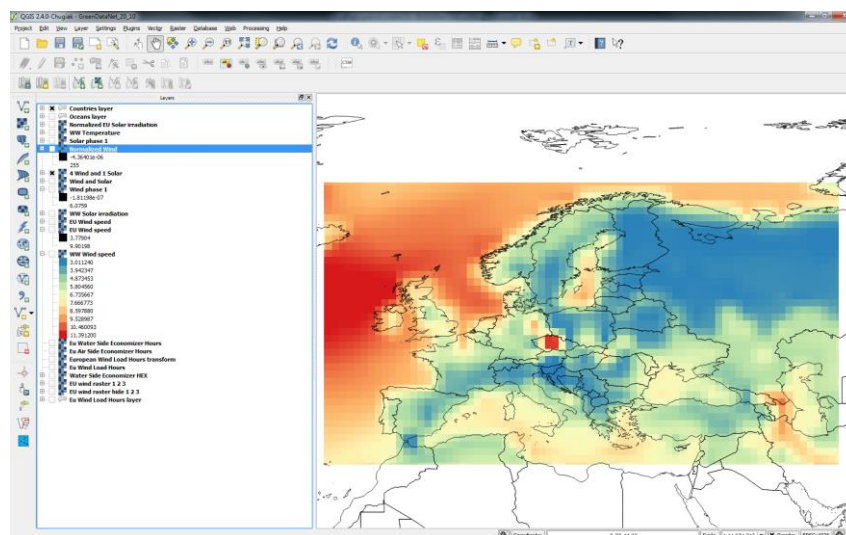 QGIS 2.4.0-Chugiak - GreenDataNet_20_10
Project Edit View Layer Settings Plugins Vector Raster Database Web Processing Help
Layers
Countries layer
Oceans layer
Normalized EU Solar irradiation
WW Temperature
Solar phase 1
Normalized Wind
-4.36401e-06
255
4 Wind and 1 Solar
Wind and Solar
Wind phase 1
-1.81198e-07
6.0759
WW Solar irradiation
EU Wind speed
EU Wind speed
3.77904
9.90198
WW Wind speed
3.011240
3.942347
4.873453
5.804560
6.735667
7.666773
8.597880
9.528987
10.460093
11.391200
Eu Water Side Economizer Hours
Eu Air Side Economizer Hours
European Wind Load Hours transform
Eu Wind Load Hours
Water Side Economizer HEX
EU wind raster 1 2 3
EU wind raster hide 1 2 3
Eu Wind Load Hours layer